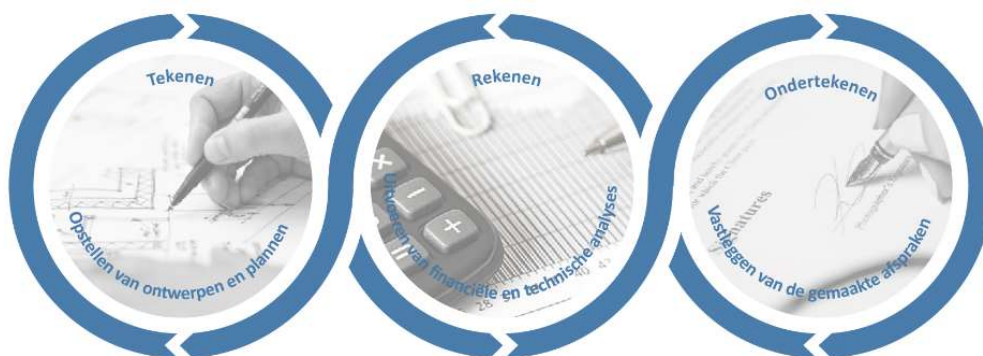 Tekenen
Opstellen van ontwerpen en plannen
Rekenen
Uitvoeren van financiële en technische analyses
Ondertekenen
Vastleggen van de gemaakte afspraken